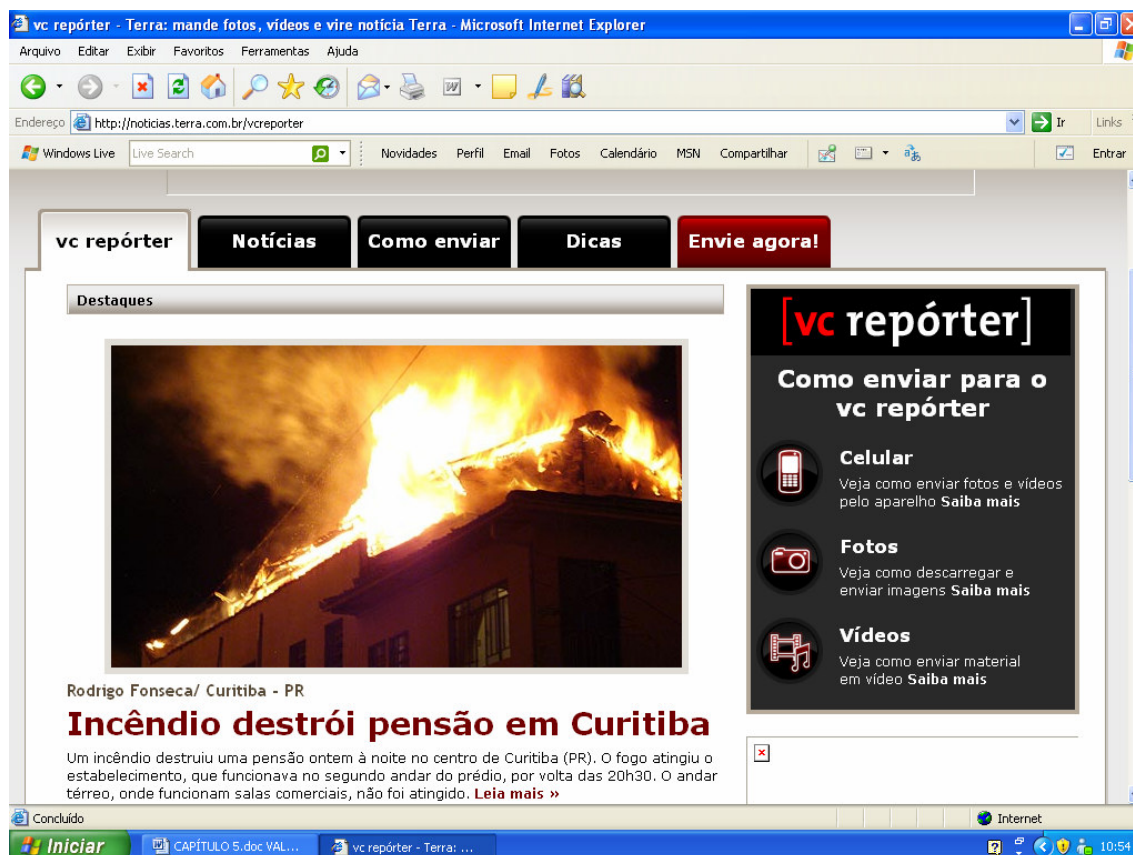 vc repórter - Terra: mande fotos, vídeos e vire notícia Terra - Microsoft Internet Explorer
Arquivo Editar Exibir Favoritos Ferramentas Ajuda
Endereço http://noticias.terra.com.br/vcreporter Ir Links
Windows Live Live Search Novidades Perfil Email Fotos Calendário MSN Compartilhar Entrar
vc repórter Notícias Como enviar Dicas Envie agora!
Destaques
Rodrigo Fonseca/ Curitiba - PR
Incêndio destrói pensão em Curitiba
Um incêndio destruiu uma pensão ontem à noite no centro de Curitiba (PR). O fogo atingiu o
estabelecimento, que funcionava no segundo andar do prédio, por volta das 20h30. O andar
térreo, onde funcionam salas comerciais, não foi atingido. Leia mais »
[vc repórter]
Como enviar para o
vc repórter
Celular
Veja como enviar fotos e vídeos
pelo aparelho Saiba mais
Fotos
Veja como descarregar e
enviar imagens Saiba mais
Vídeos
Veja como enviar material
em vídeo Saiba mais
Concluído Internet
Iniciar CAPÍTULO 5.doc VAL... vc repórter - Terra: ... 10:54